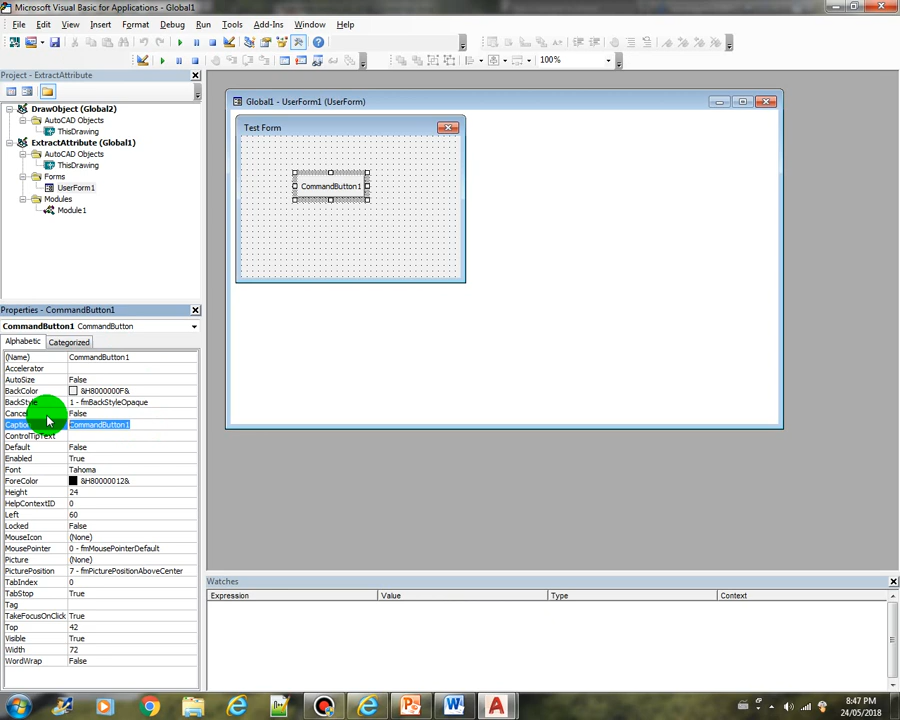 Microsoft Visual Basic for Applications - Global1
File Edit View Insert Format Debug Run Tools Add-Ins Window Help
100%
Project - ExtractAttribute
DrawObject (Global2)
AutoCAD Objects
ThisDrawing
ExtractAttribute (Global1)
AutoCAD Objects
ThisDrawing
Forms
UserForm1
Modules
Module1
Global1 - UserForm1 (UserForm)
Test Form
CommandButton1
Properties - CommandButton1
CommandButton1 CommandButton
Alphabetic Categorized
(Name) CommandButton1
Accelerator
AutoSize False
BackColor &H8000000F&
BackStyle 1 - fmBackStyleOpaque
Cancel False
Caption CommandButton1
ControlTipText
Default False
Enabled True
Font Tahoma
ForeColor &H80000012&
Height 24
HelpContextID 0
Left 60
Locked False
MouseIcon (None)
MousePointer 0 - fmMousePointerDefault
Picture (None)
PicturePosition 7 - fmPicturePositionAboveCenter
TabIndex 0
TabStop True
Tag
TakeFocusOnClick True
Top 42
Visible True
Width 72
WordWrap False
Watches
Expression Value Type Context
8:47 PM
24/05/2018